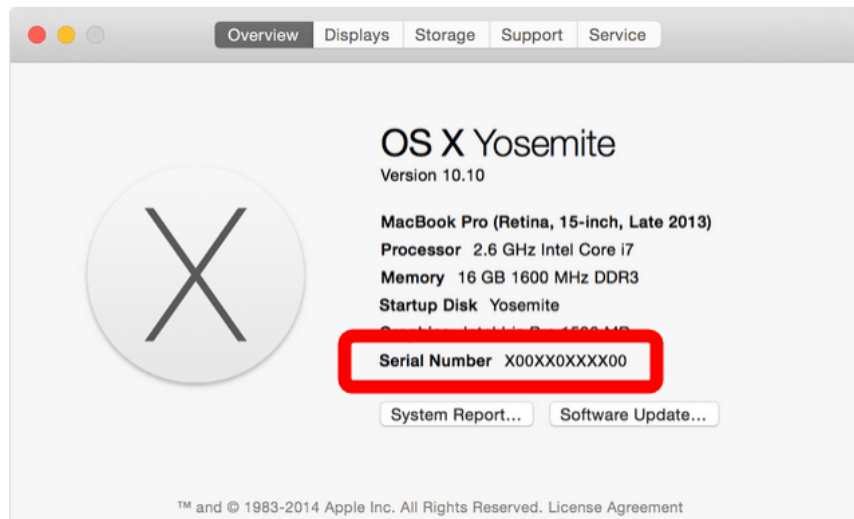 Overview Displays Storage Support Service
OS X Yosemite
Version 10.10
MacBook Pro (Retina, 15-inch, Late 2013)
Processor 2.6 GHz Intel Core i7
Memory 16 GB 1600 MHz DDR3
Startup Disk Yosemite
Serial Number X00XX0XXXX00
System Report... Software Update...
™ and © 1983-2014 Apple Inc. All Rights Reserved. License Agreement